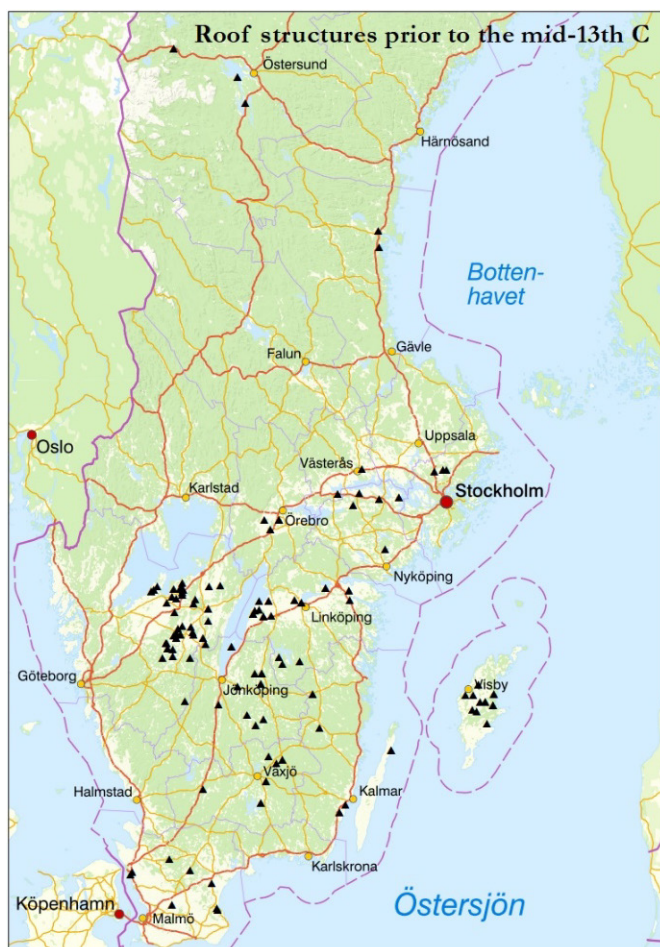 Roof structures prior to the mid-13th C
Östersund
Härnösand
Botten-
havet
Falun
Gävle
Oslo
Uppsala
Västerås
Karlstad
Stockholm
Örebro
Nyköping
Linköping
Göteborg
Jönköping
Visby
Växjö
Halmstad
Kalmar
Karlskrona
Köpenhamn
Malmö
Östersjön